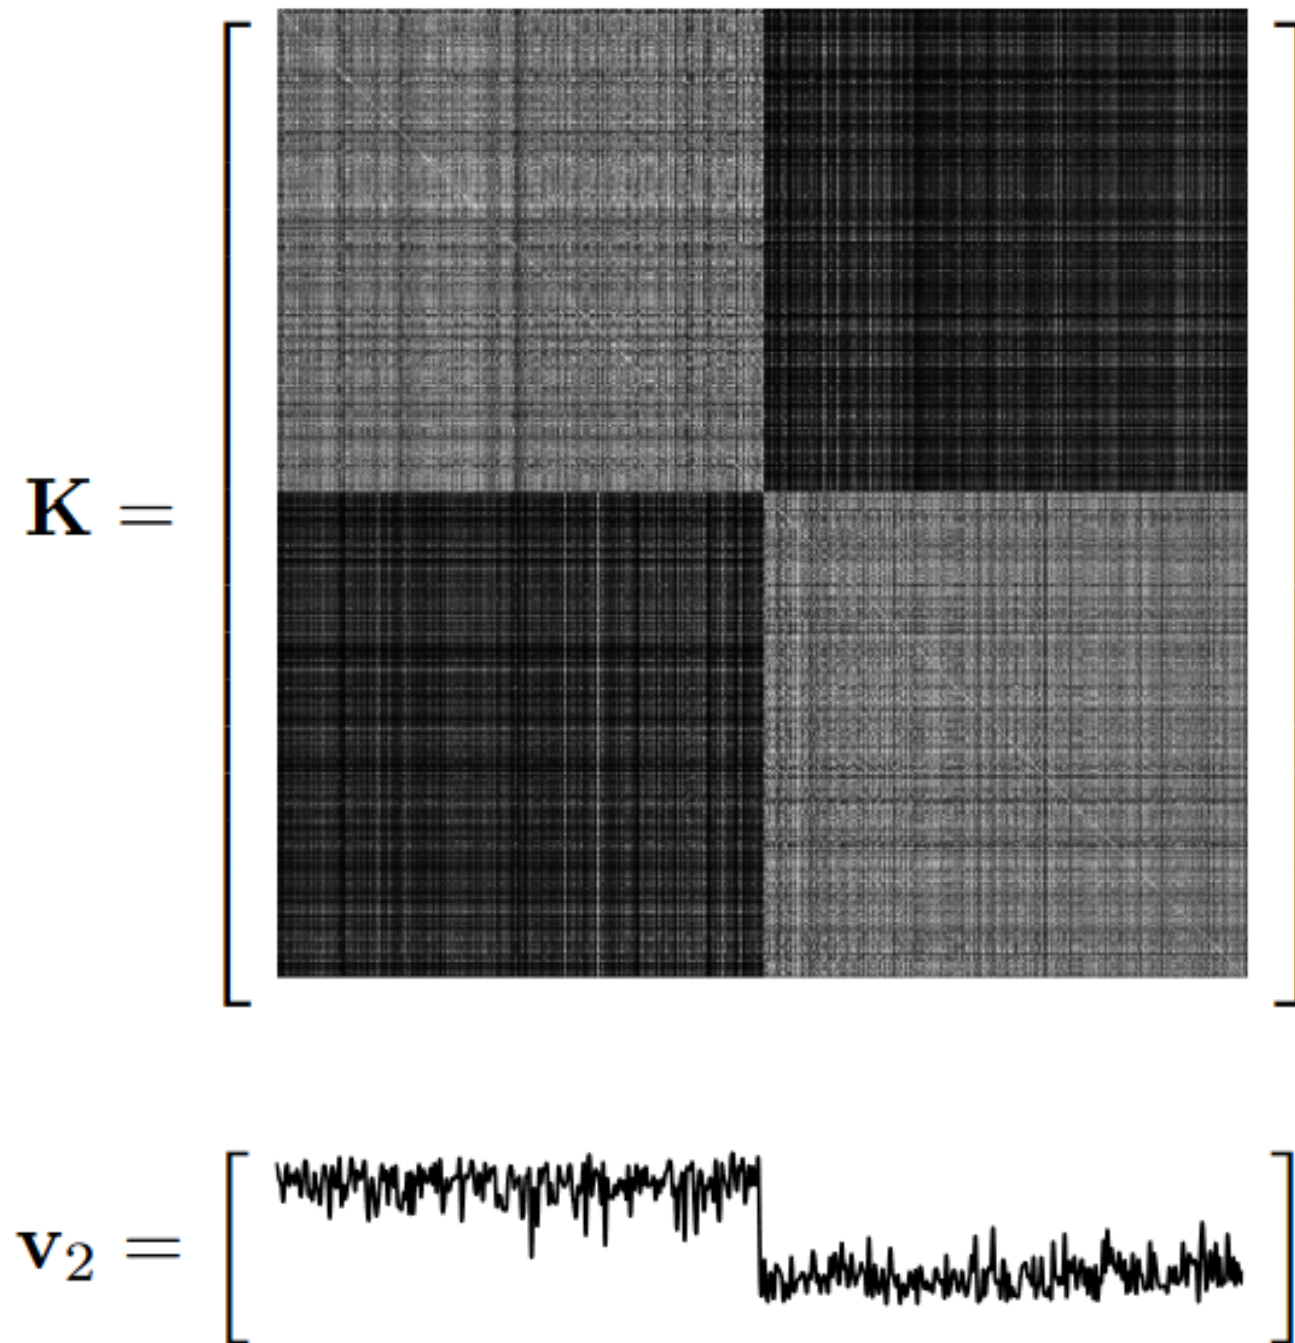 K =
v₂ =